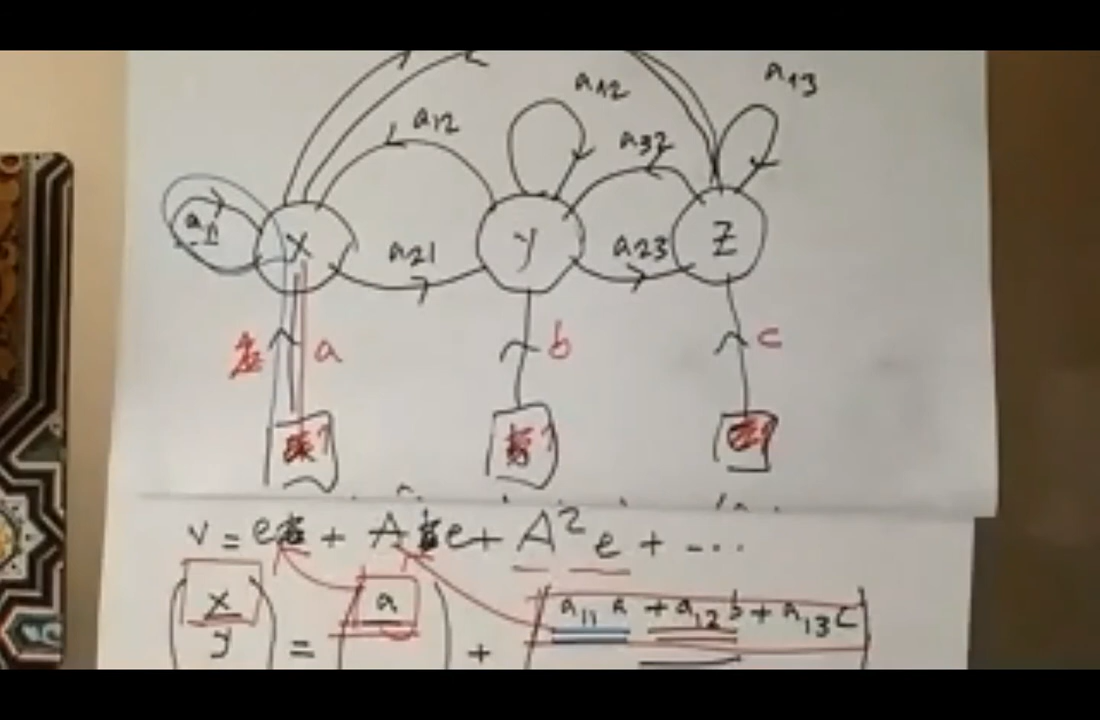 a12 a13
a12 a32
a11 x a21 y a23 z
a b c
v = e + A e + A² e + ...
x a a11 a + a12 b + a13 c
y = +